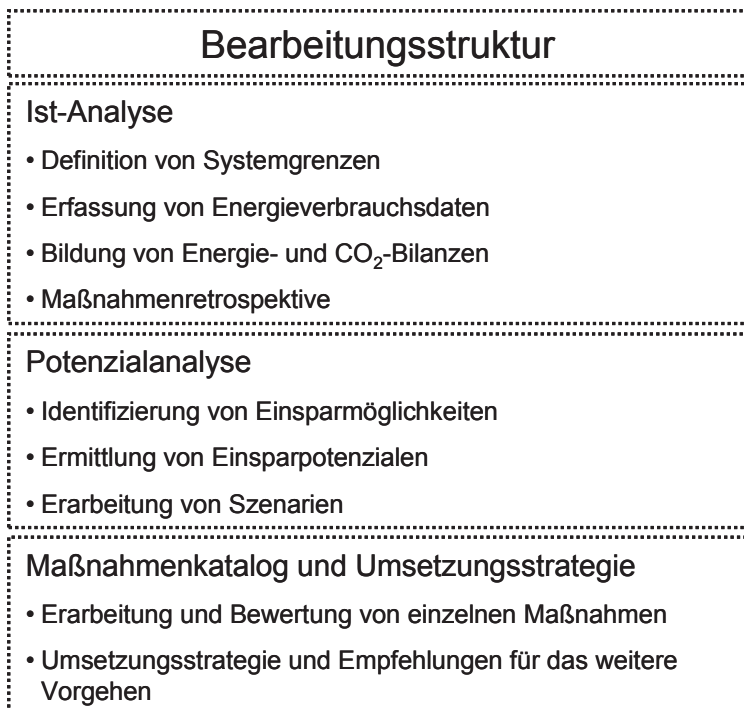 Bearbeitungsstruktur
Ist-Analyse
• Definition von Systemgrenzen
• Erfassung von Energieverbrauchsdaten
• Bildung von Energie- und CO₂-Bilanzen
• Maßnahmenretrospektive
Potenzialanalyse
• Identifizierung von Einsparmöglichkeiten
• Ermittlung von Einsparpotenzialen
• Erarbeitung von Szenarien
Maßnahmenkatalog und Umsetzungsstrategie
• Erarbeitung und Bewertung von einzelnen Maßnahmen
• Umsetzungsstrategie und Empfehlungen für das weitere
Vorgehen